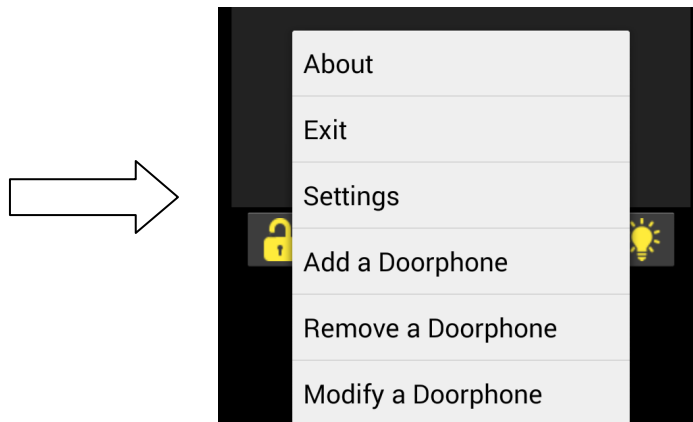 About
Exit
Settings
Add a Doorphone
Remove a Doorphone
Modify a Doorphone